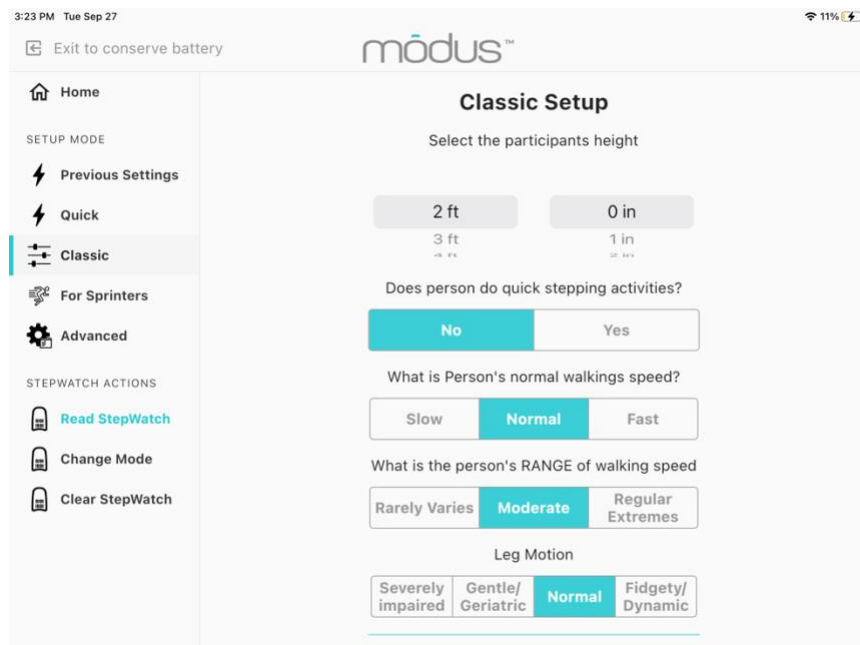 3:23 PM Tue Sep 27
11%
Exit to conserve battery
mōdus™
Home
SETUP MODE
Previous Settings
Quick
Classic
For Sprinters
Advanced
STEPWATCH ACTIONS
Read StepWatch
Change Mode
Clear StepWatch
Classic Setup
Select the participants height
2 ft 0 in
3 ft 1 in
Does person do quick stepping activities?
No Yes
What is Person's normal walkings speed?
Slow Normal Fast
What is the person's RANGE of walking speed
Rarely Varies Moderate Regular Extremes
Leg Motion
Severely impaired Gentle/ Geriatric Normal Fidgety/ Dynamic